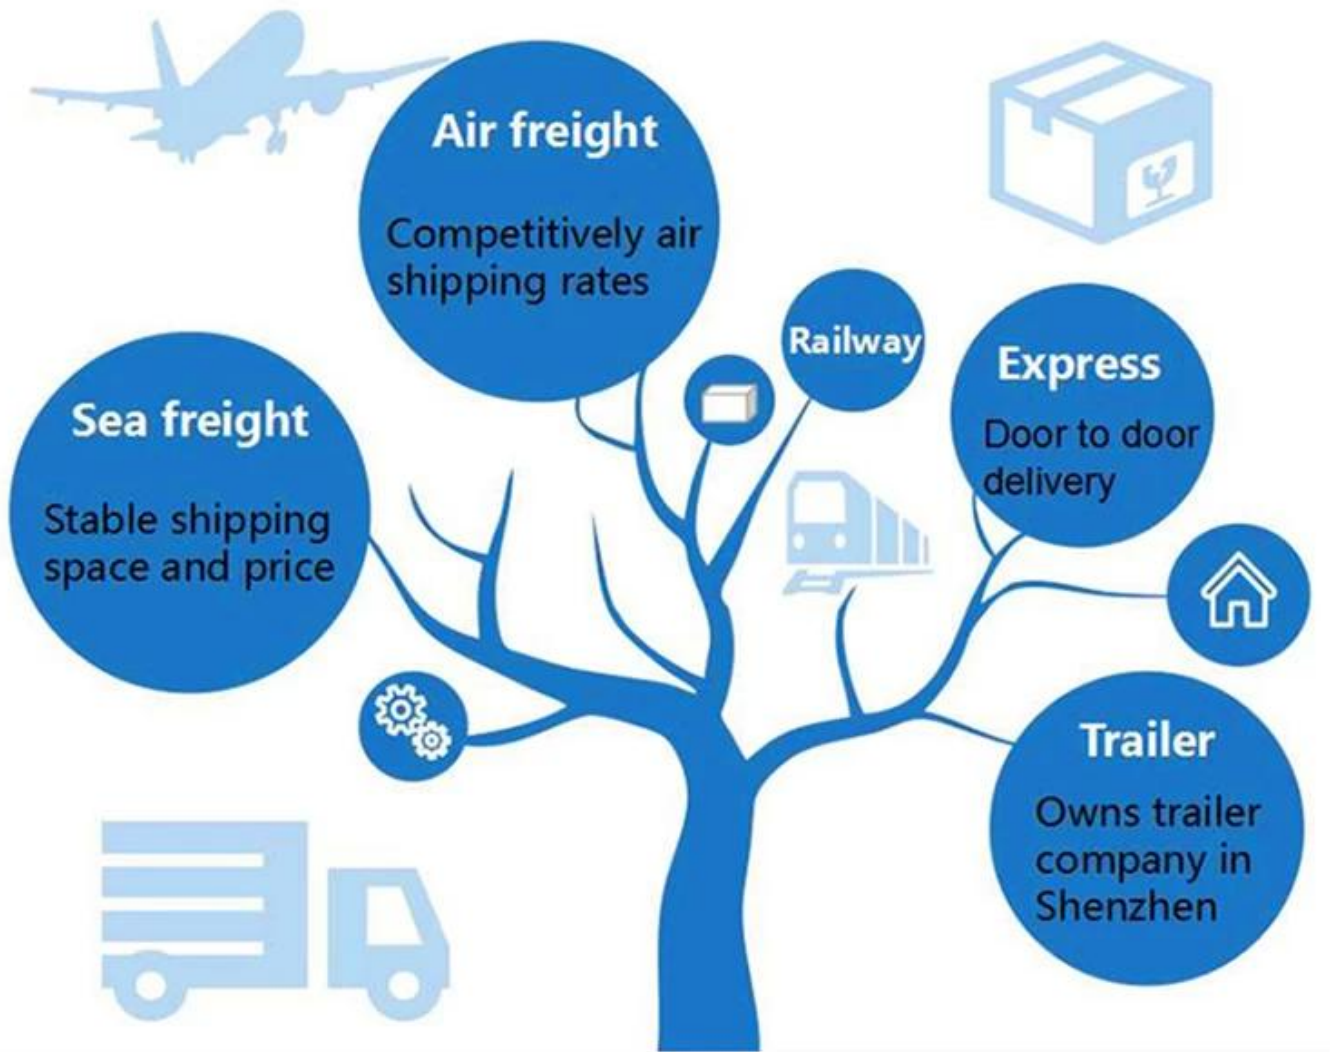 Air freight
Competitively air
shipping rates
Railway
Express
Door to door
delivery
Sea freight
Stable shipping
space and price
Trailer
Owns trailer
company in
Shenzhen